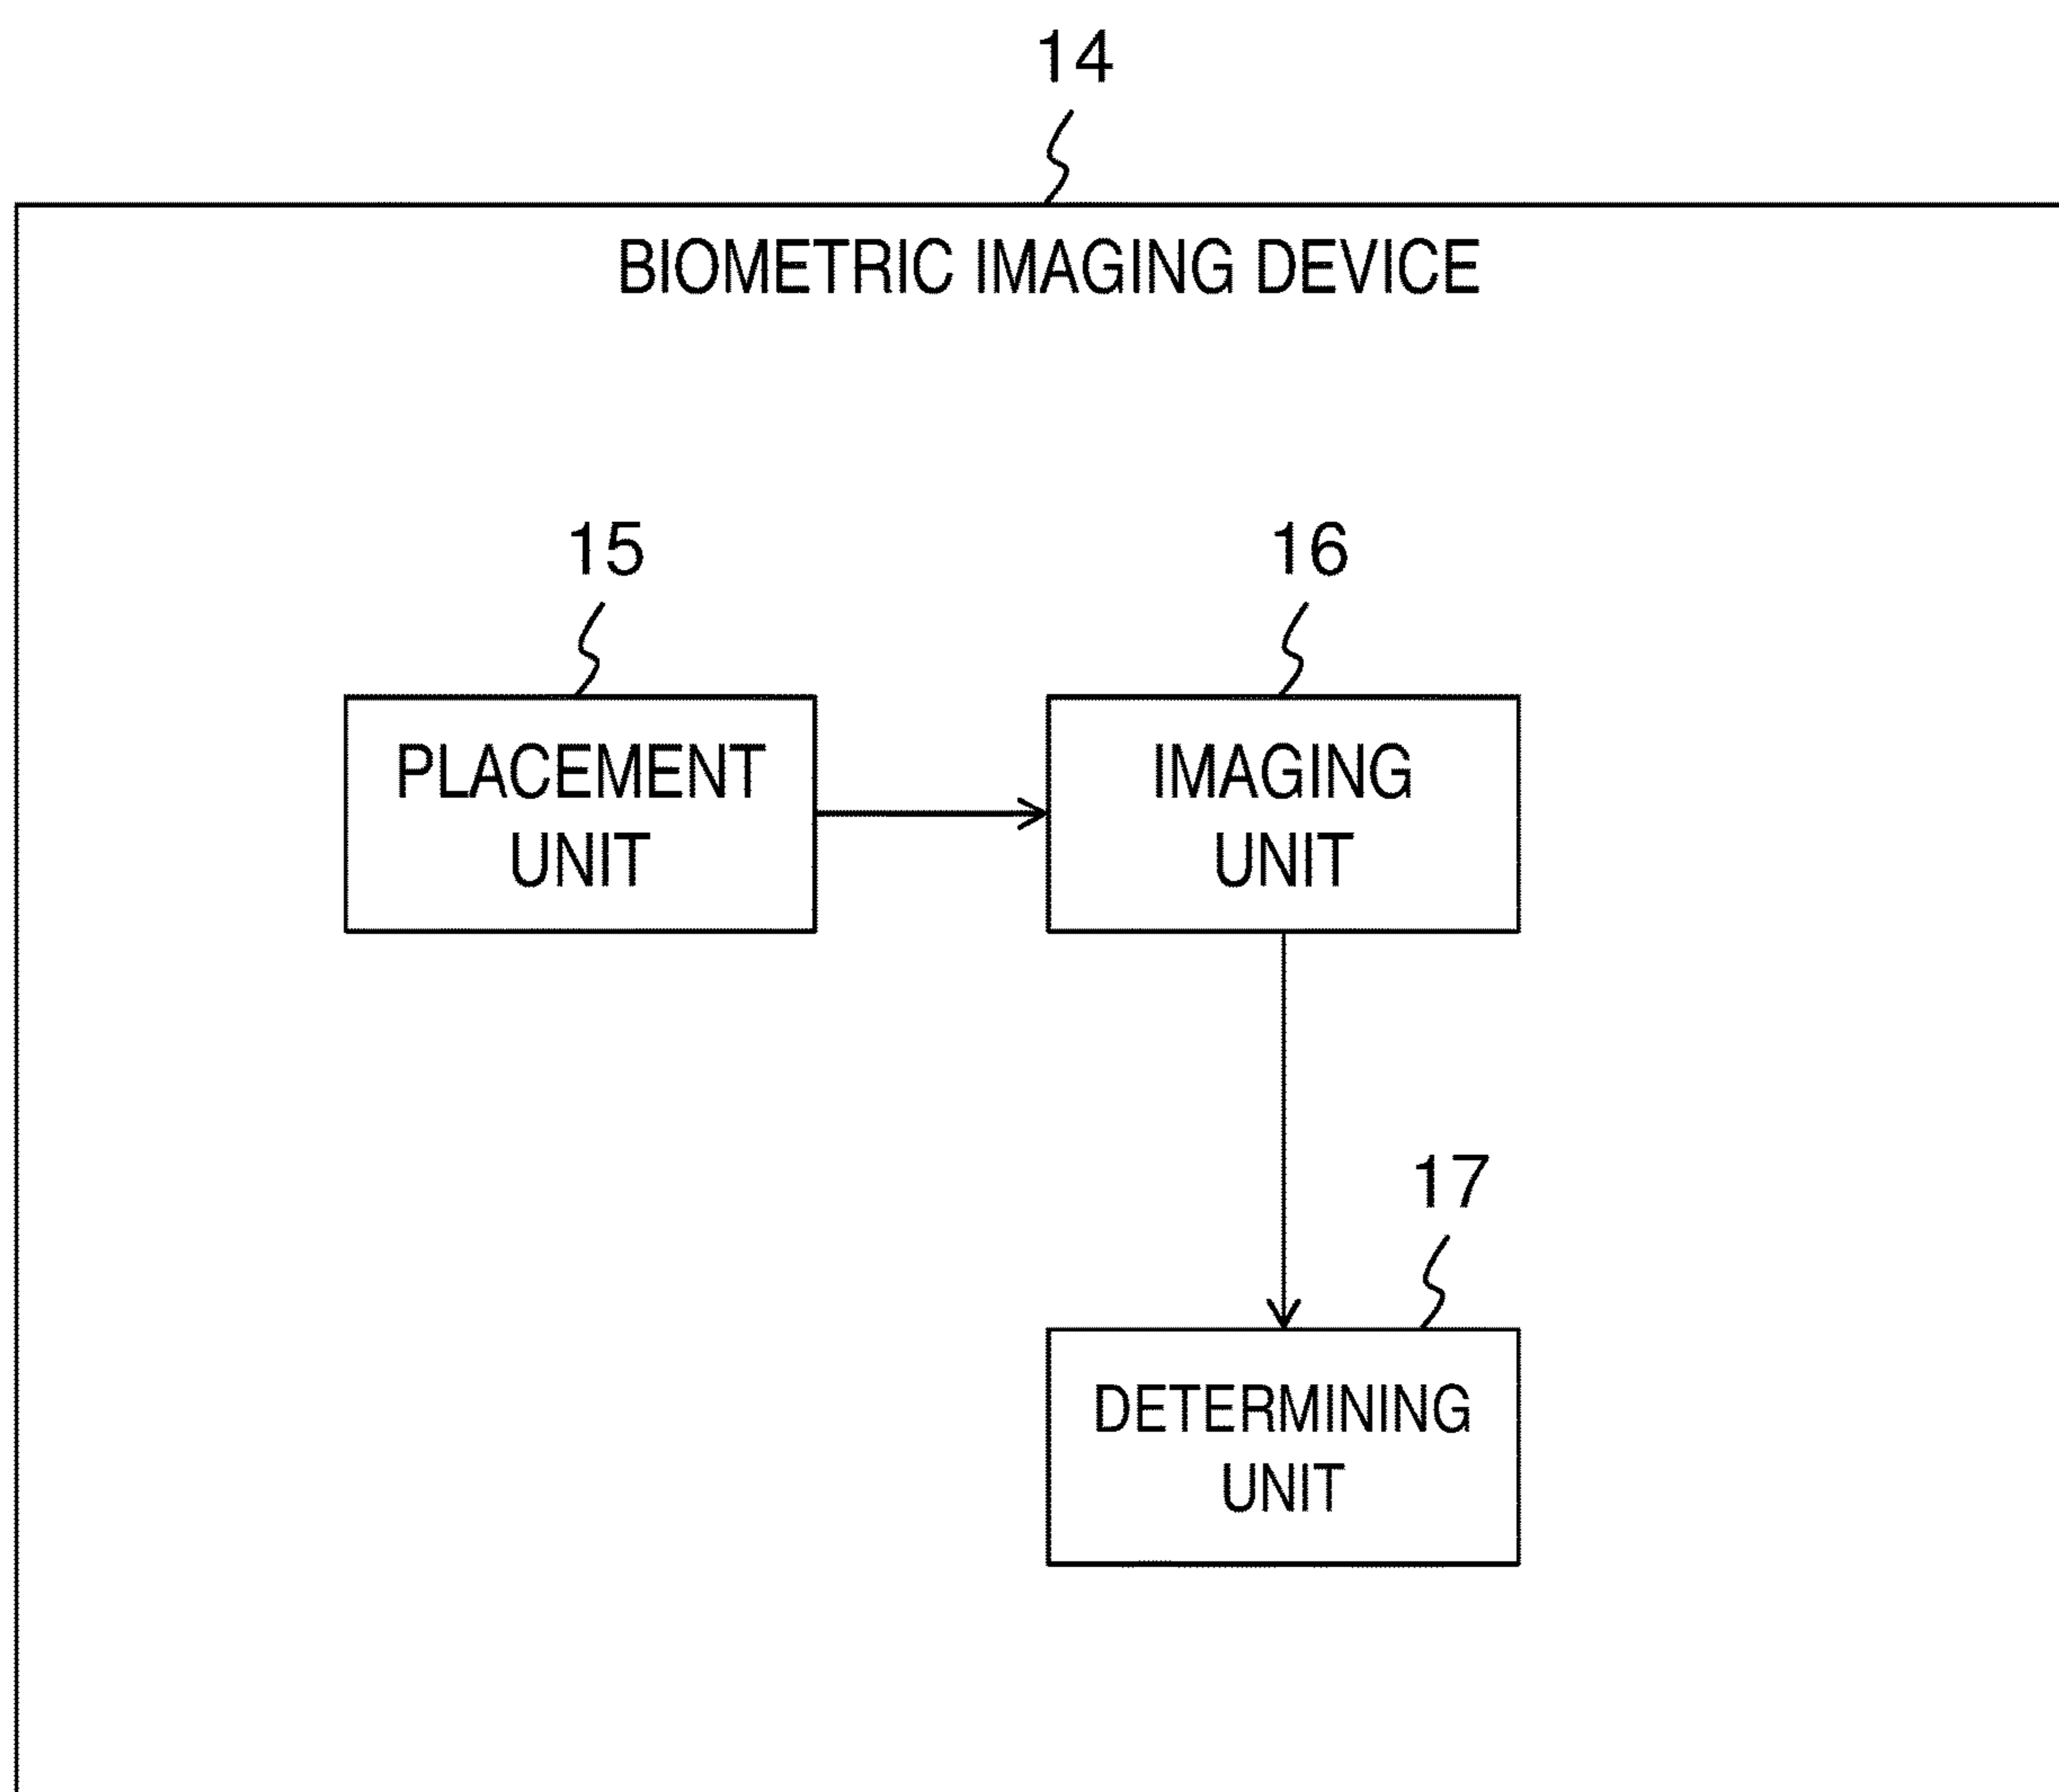 14
BIOMETRIC IMAGING DEVICE
15
16
PLACEMENT
UNIT
IMAGING
UNIT
17
DETERMINING
UNIT